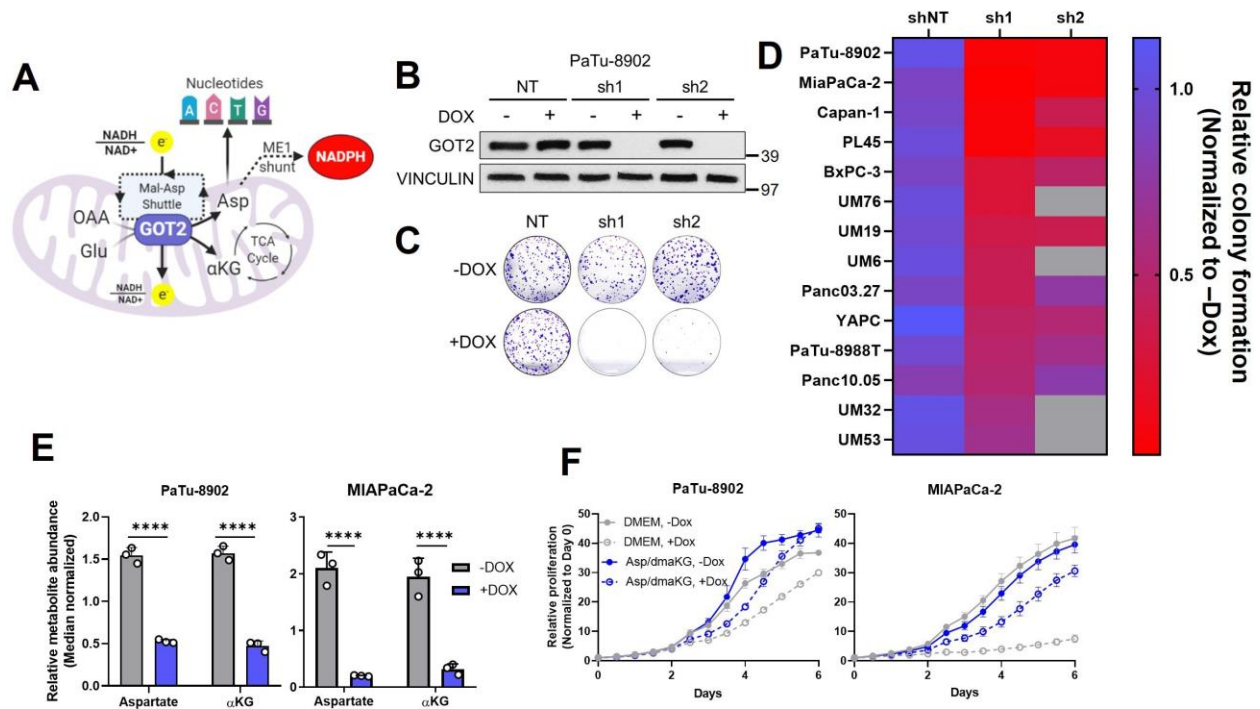 A
Nucleotides
A C T G
NADH
NAD+
e-
ME1
shunt
NADPH
Mal-Asp
Shuttle
Asp
OAA
GOT2
Glu
αKG
TCA
Cycle
NADH
NAD+
e-
B
PaTu-8902
NT sh1 sh2
DOX - + - + - +
GOT2
39
VINCULIN
97
C
NT sh1 sh2
-DOX
+DOX
D
shNT sh1 sh2
PaTu-8902
MiaPaCa-2
Capan-1
PL45
BxPC-3
UM76
UM19
UM6
Panc03.27
YAPC
PaTu-8988T
Panc10.05
UM32
UM53
1.0
0.5
Relative colony formation
(Normalized to –Dox)
E
PaTu-8902
MIAPaCa-2
Relative metabolite abundance
(Median normalized)
2.0
1.5
1.0
0.5
0.0
**** ****
Aspartate αKG
3
2
1
0
**** ****
Aspartate αKG
-DOX
+DOX
F
PaTu-8902
MIAPaCa-2
Relative proliferation
(Normalized to Day 0)
50
40
30
20
10
0
DMEM, -Dox
DMEM, +Dox
Asp/dmaKG, -Dox
Asp/dmaKG, +Dox
0 2 4 6
Days
50
40
30
20
10
0
0 2 4 6
Days